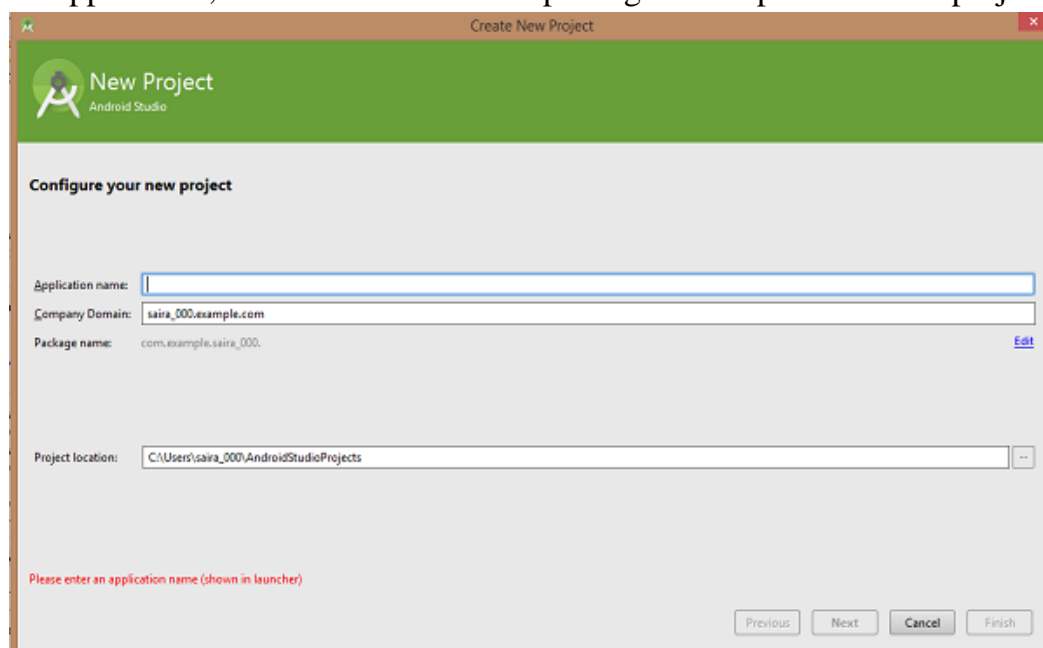 Create New Project
New Project
Android Studio
Configure your new project
Application name:
Company Domain: saira_000.example.com
Package name: com.example.saira_000. Edit
Project location: C:\Users\saira_000\AndroidStudioProjects ...
Please enter an application name (shown in launcher)
Previous Next Cancel Finish